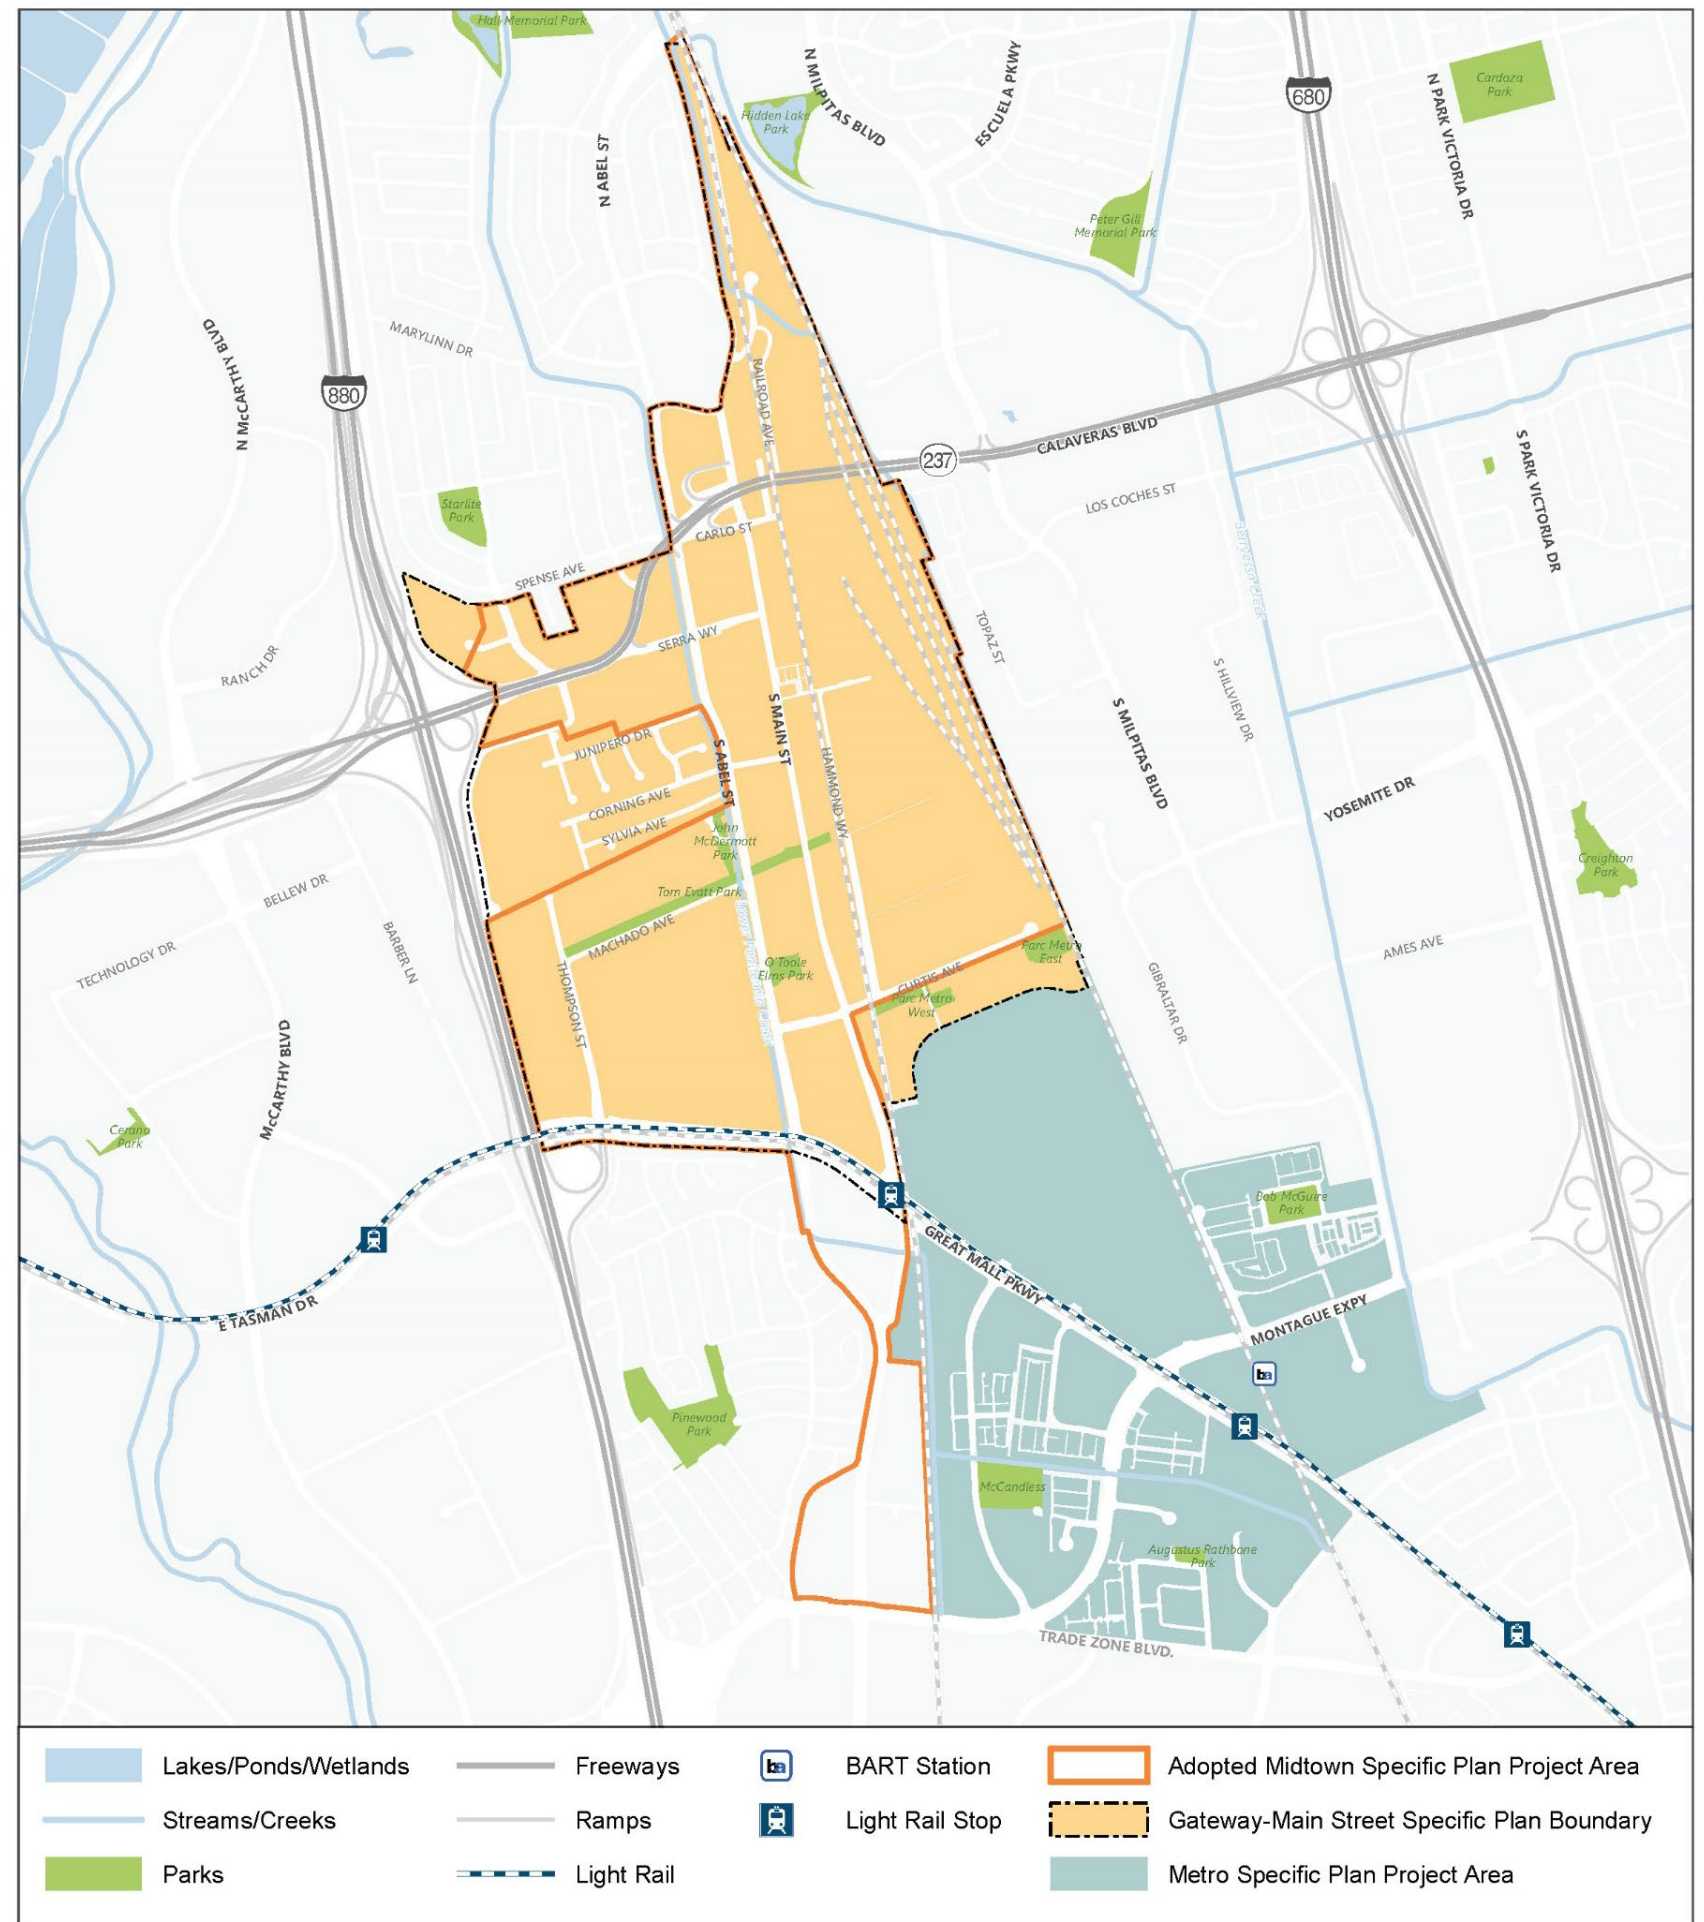 Hall Memorial Park
N MILPITAS BLVD
ESCUELA PKWY
680
N PARK VICTORIA DR
Cardoza
Park
Hidden Lake
Park
N ABEL ST
Peter Gill
Memorial Park
MARYLINN DR
N McCARTHY BLVD
880
RAILROAD AVE
237
CALAVERAS BLVD
S PARK VICTORIA DR
LOS COCHES ST
Starlite
Park
CARLO ST
Berryessa Creek
SPENSE AVE
SERRA WY
TOPAZ ST
RANCH DR
S HILLVIEW DR
S MAIN ST
S MILPITAS BLVD
JUNIPERO DR
S ABEL ST
HAMMOND WY
CORNING AVE
YOSEMITE DR
SYLVIA AVE
John
McDermott
Park
Creighton
Park
BELLEW DR
Tom Evatt Park
MACHADO AVE
TECHNOLOGY DR
BARBER LN
AMES AVE
Parc Metro
East
O'Toole
Elms Park
CURTIS AVE
Parc Metro
West
THOMPSON ST
GIBRALTAR DR
McCARTHY BLVD
Cerano
Park
Bob McGuire
Park
GREAT MALL PKWY
E TASMAN DR
MONTAGUE EXPY
ba
Pinewood
Park
McCandless
Augustus Rathbone
Park
TRADE ZONE BLVD.
Lakes/Ponds/Wetlands
Freeways
ba
BART Station
Adopted Midtown Specific Plan Project Area
Streams/Creeks
Ramps
Light Rail Stop
Gateway-Main Street Specific Plan Boundary
Parks
Light Rail
Metro Specific Plan Project Area